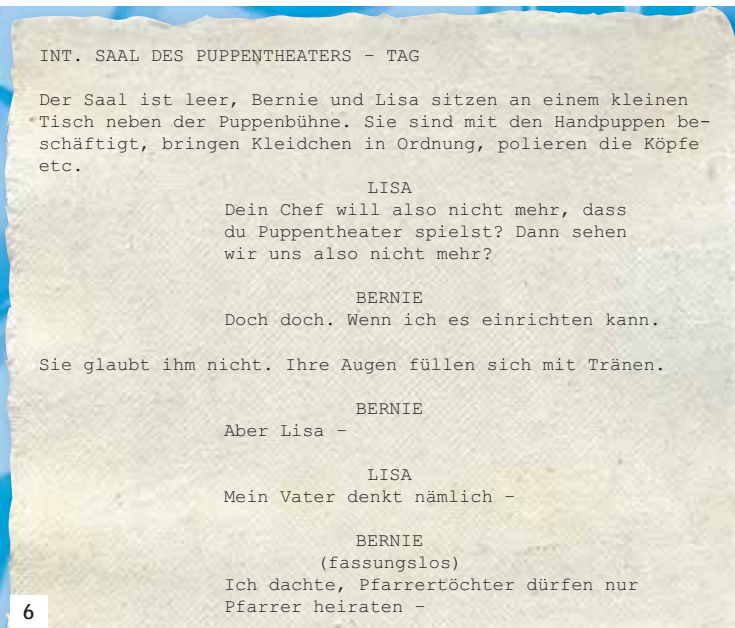 INT. SAAL DES PUPPENTHEATERS – TAG
Der Saal ist leer, Bernie und Lisa sitzen an einem kleinen
Tisch neben der Puppenbühne. Sie sind mit den Handpuppen be-
schäftigt, bringen Kleidchen in Ordnung, polieren die Köpfe
etc.
LISA
Dein Chef will also nicht mehr, dass
du Puppentheater spielst? Dann sehen
wir uns also nicht mehr?
BERNIE
Doch doch. Wenn ich es einrichten kann.
Sie glaubt ihm nicht. Ihre Augen füllen sich mit Tränen.
BERNIE
Aber Lisa –
LISA
Mein Vater denkt nämlich –
BERNIE
(fassungslos)
Ich dachte, Pfarrertöchter dürfen nur
Pfarrer heiraten –
6